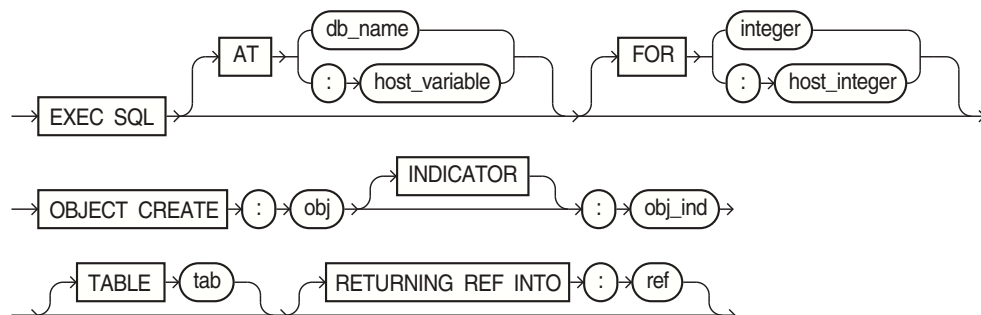 db_name integer
AT FOR
: host_variable : host_integer
EXEC SQL
INDICATOR
OBJECT CREATE : obj : obj_ind
TABLE tab RETURNING REF INTO : ref